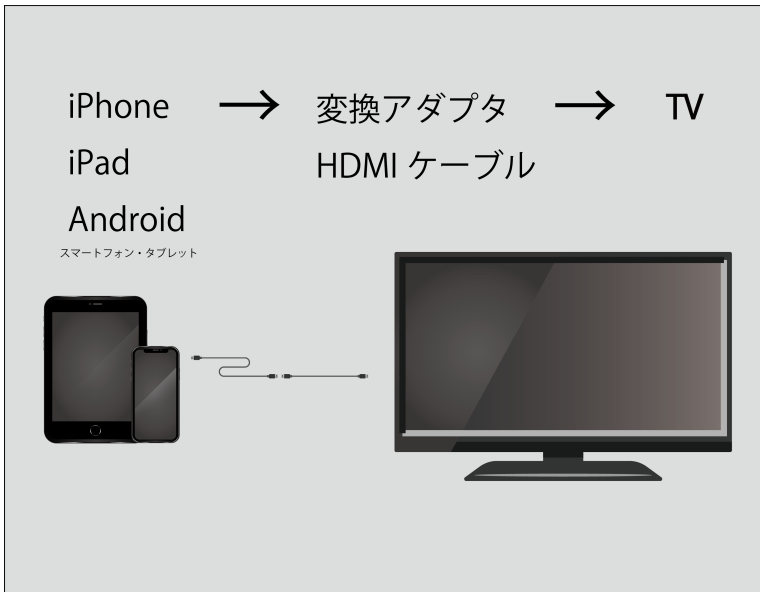 iPhone → 変換アダプタ → TV
iPad HDMI ケーブル
Android
スマートフォン・タブレット